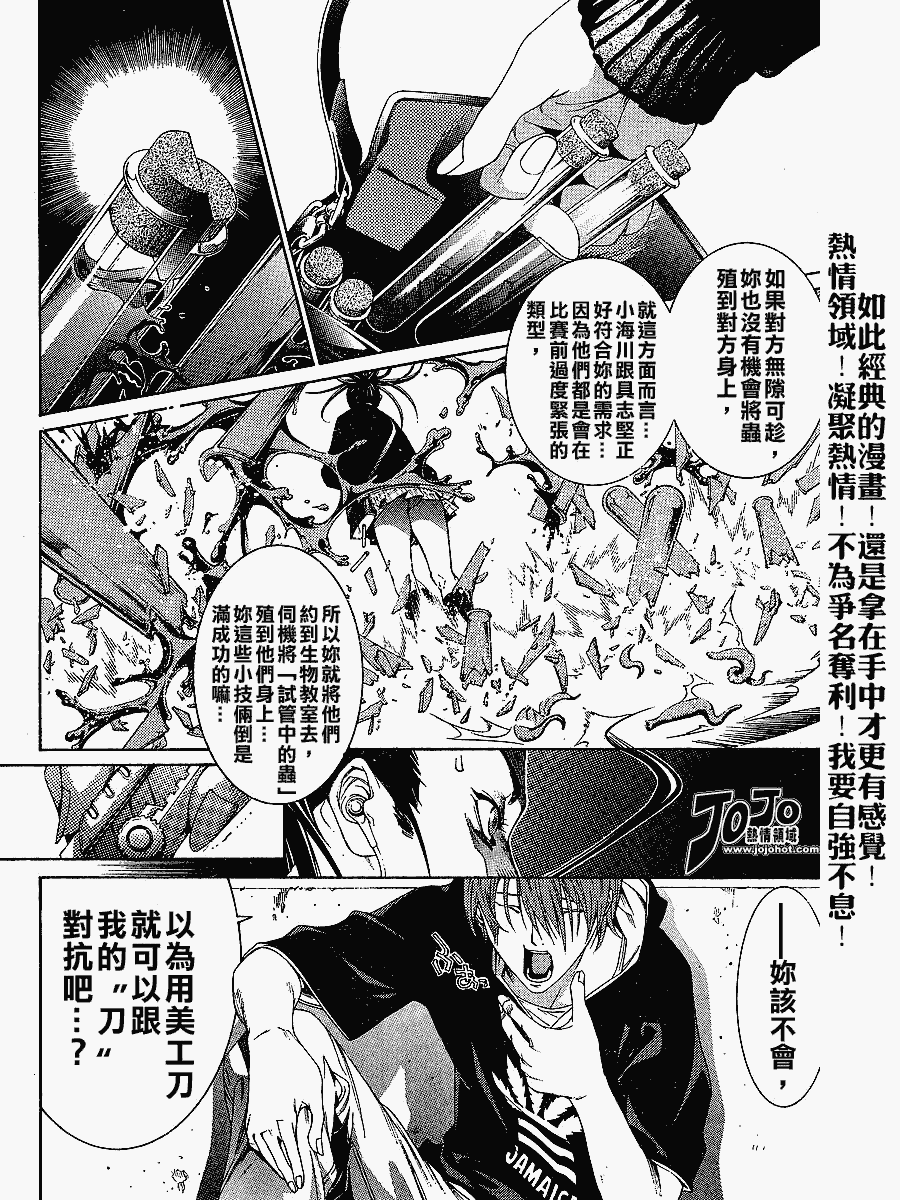 如此經典的漫畫！還是拿在手中才更有感覺！
熱情領域！凝聚熱情！不為爭名奪利！我要自強不息！
如果對方無隙可趁
妳也沒有機會將蟲
殖到對方身上，
就這方面而言…
小海川跟具志堅正
好符合妳的需求…
因為他們都是會在
比賽前過度緊張的
類型，
所以妳就將他們
約到生物教室去，
伺機將「試管中的蟲」
殖到他們身上…
妳這些小技倆倒是
滿成功的嘛…
JOJO
熱情領域
www.jojohot.com
——妳該不會，
以為用美工刀
就可以跟
我的〝刀〞
對抗吧…？
JAMAICA